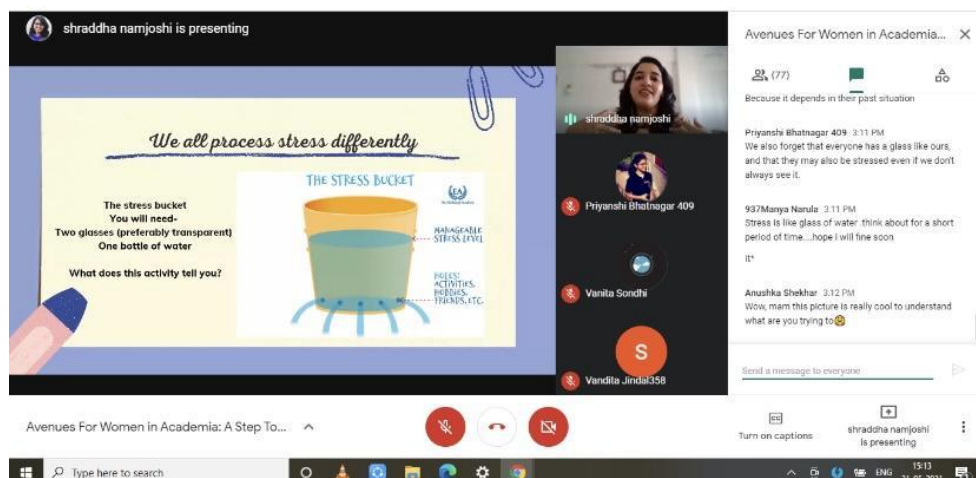 shraddha namjoshi is presenting
We all process stress differently
The stress bucket
You will need-
Two glasses (preferably transparent)
One bottle of water
What does this activity tell you?
THE STRESS BUCKET
MANAGEABLE
STRESS LEVEL
HOLES:
ACTIVITIES,
HOBBIES,
FRIENDS, ETC.
shraddha namjoshi
Priyanshi Bhatnagar 409
Vanita Sondhi
S
Vandita Jindal358
Avenues For Women in Academia...
(77)
Because it depends in their past situation
Priyanshi Bhatnagar 409 3:11 PM
We also forget that everyone has a glass like ours,
and that they may also be stressed even if we don't
always see it.
937Manya Narula 3:11 PM
Stress is like glass of water think about for a short
period of time....hope i will fine soon
It*
Anushka Shekhar 3:12 PM
Wow, mam this picture is really cool to understand
what are you trying to
Send a message to everyone
Avenues For Women in Academia: A Step To...
Turn on captions
shraddha namjoshi
is presenting
Type here to search
ENG
15:13